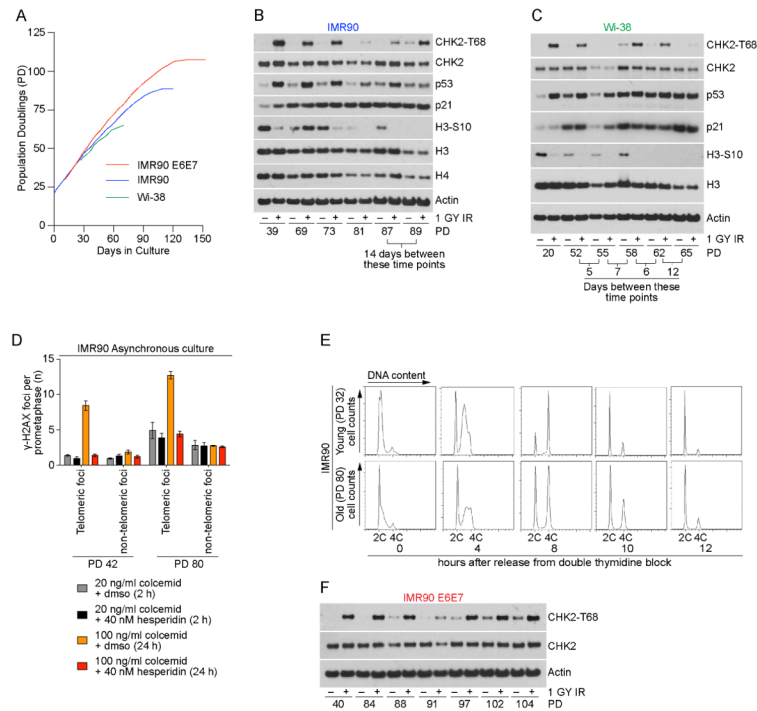 A
Population Doublings (PD)
125
100
75
50
25
0
IMR90 E6E7
IMR90
Wi-38
0 30 60 90 120 150
Days in Culture
B
IMR90
CHK2-T68
CHK2
p53
p21
H3-S10
H3
H4
Actin
– + – + – + – + – + – + 1 GY IR
39 69 73 81 87 89 PD
14 days between
these time points
C
Wi-38
CHK2-T68
CHK2
p53
p21
H3-S10
H3
Actin
– + – + – + – + – + – + 1 GY IR
20 52 55 58 62 65 PD
5 7 6 12
Days between these
time points
D
IMR90 Asynchronous culture
γ-H2AX foci per
prometaphase (n)
15
10
5
0
Telomeric foci
non-telomeric foci
Telomeric foci
non-telomeric foci
PD 42 PD 80
20 ng/ml colcemid
+ dmso (2 h)
20 ng/ml colcemid
+ 40 nM hesperidin (2 h)
100 ng/ml colcemid
+ dmso (24 h)
100 ng/ml colcemid
+ 40 nM hesperidin (24 h)
E
DNA content
IMR90
Young (PD 32)
cell counts
Old (PD 80)
cell counts
2C 4C 2C 4C 2C 4C 2C 4C 2C 4C
0 4 8 10 12
hours after release from double thymidine block
F
IMR90 E6E7
CHK2-T68
CHK2
Actin
– + – + – + – + – + – + – + 1 GY IR
40 84 88 91 97 102 104 PD